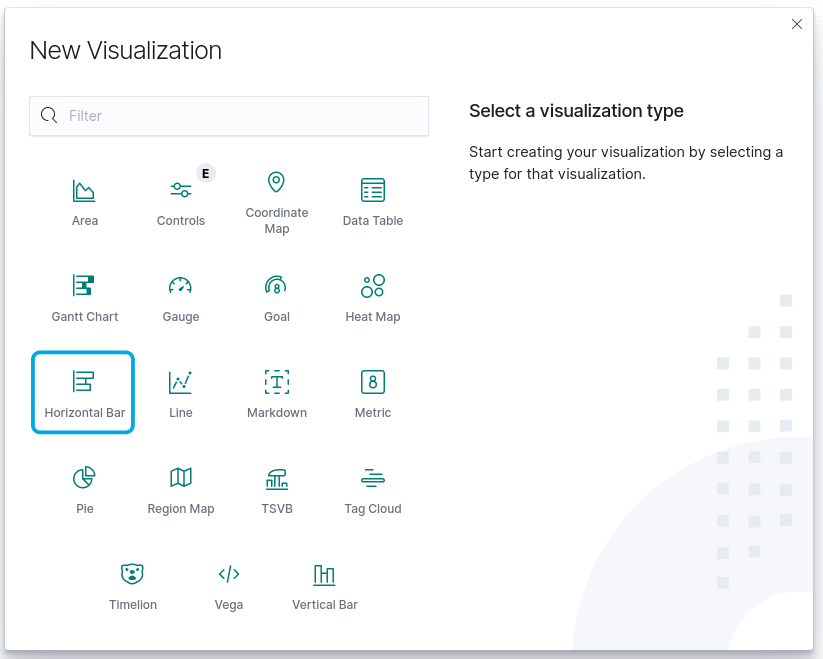 New Visualization
Filter
Select a visualization type
Start creating your visualization by selecting a
type for that visualization.
E
Area
Controls
Coordinate
Map
Data Table
Gantt Chart
Gauge
8
Goal
Heat Map
Horizontal Bar
Line
T
Markdown
8
Metric
Pie
Region Map
TSVB
Tag Cloud
Timelion
</>
Vega
Vertical Bar